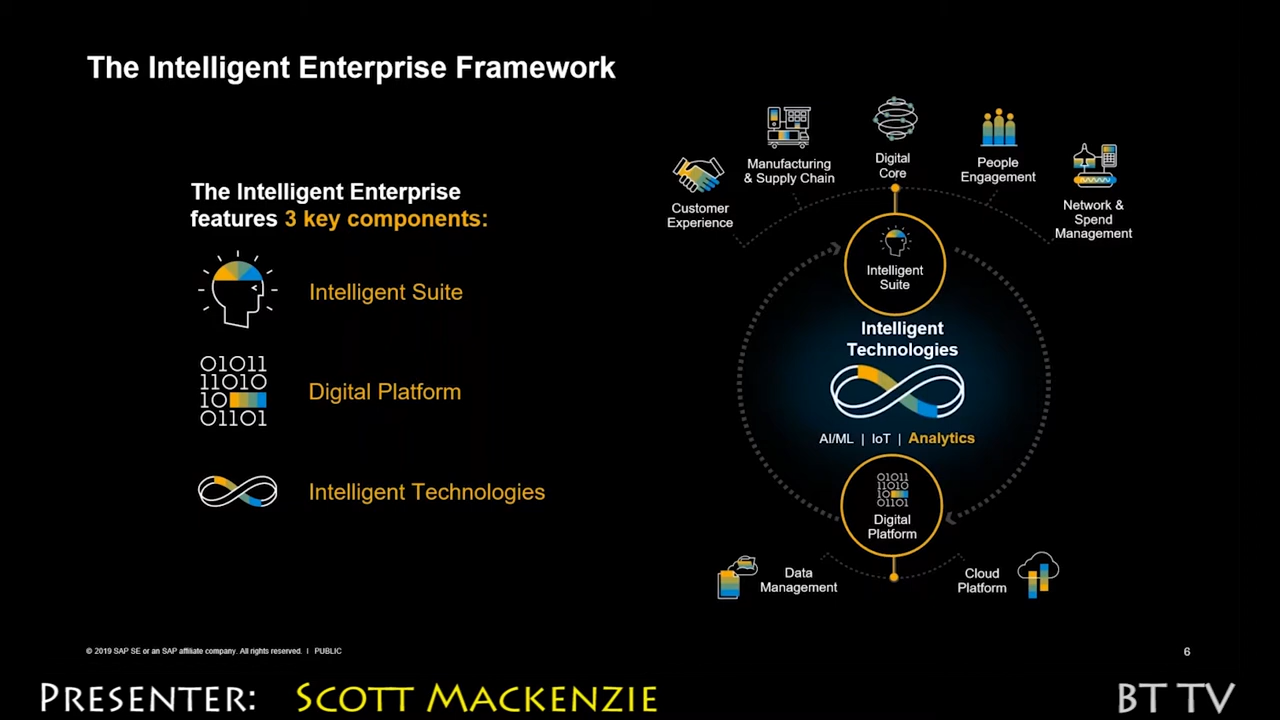 The Intelligent Enterprise Framework
The Intelligent Enterprise
features 3 key components:
Intelligent Suite
01011
11010
10
01101
Digital Platform
Intelligent Technologies
Customer
Experience
Manufacturing
& Supply Chain
Digital
Core
People
Engagement
Network &
Spend
Management
Intelligent
Suite
Intelligent
Technologies
AI/ML | IoT | Analytics
01011
11010
10
01101
Digital
Platform
Data
Management
Cloud
Platform
© 2019 SAP SE or an SAP affiliate company. All rights reserved. I PUBLIC
6
PRESENTER: SCOTT MACKENZIE
BT TV